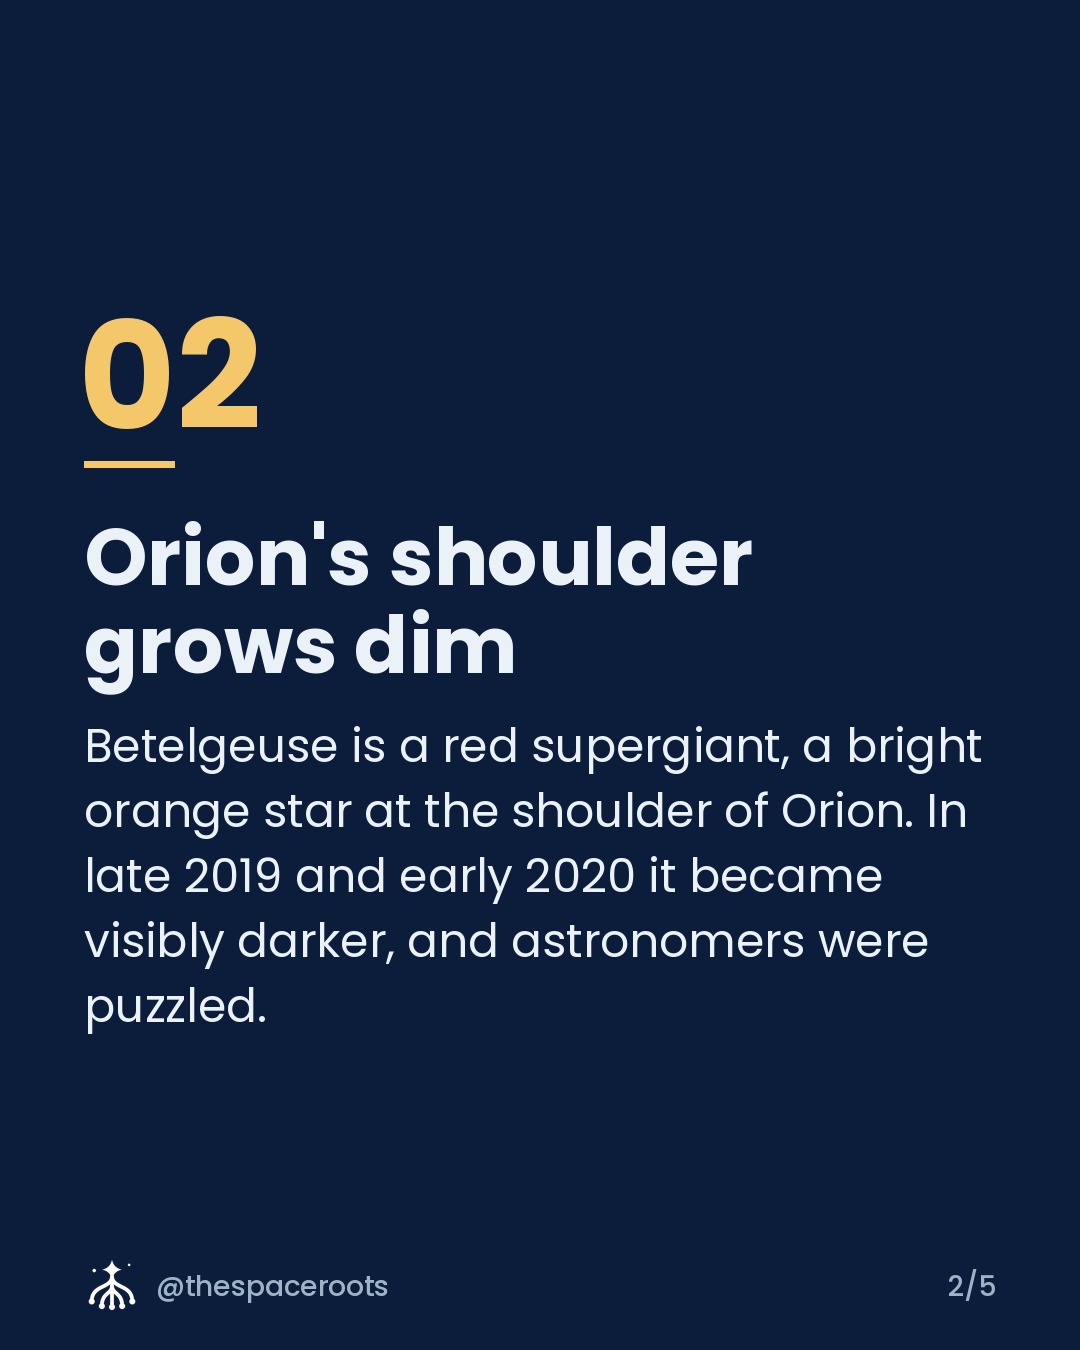 02
Orion's shoulder
grows dim
Betelgeuse is a red supergiant, a bright
orange star at the shoulder of Orion. In
late 2019 and early 2020 it became
visibly darker, and astronomers were
puzzled.
@thespaceroots
2/5